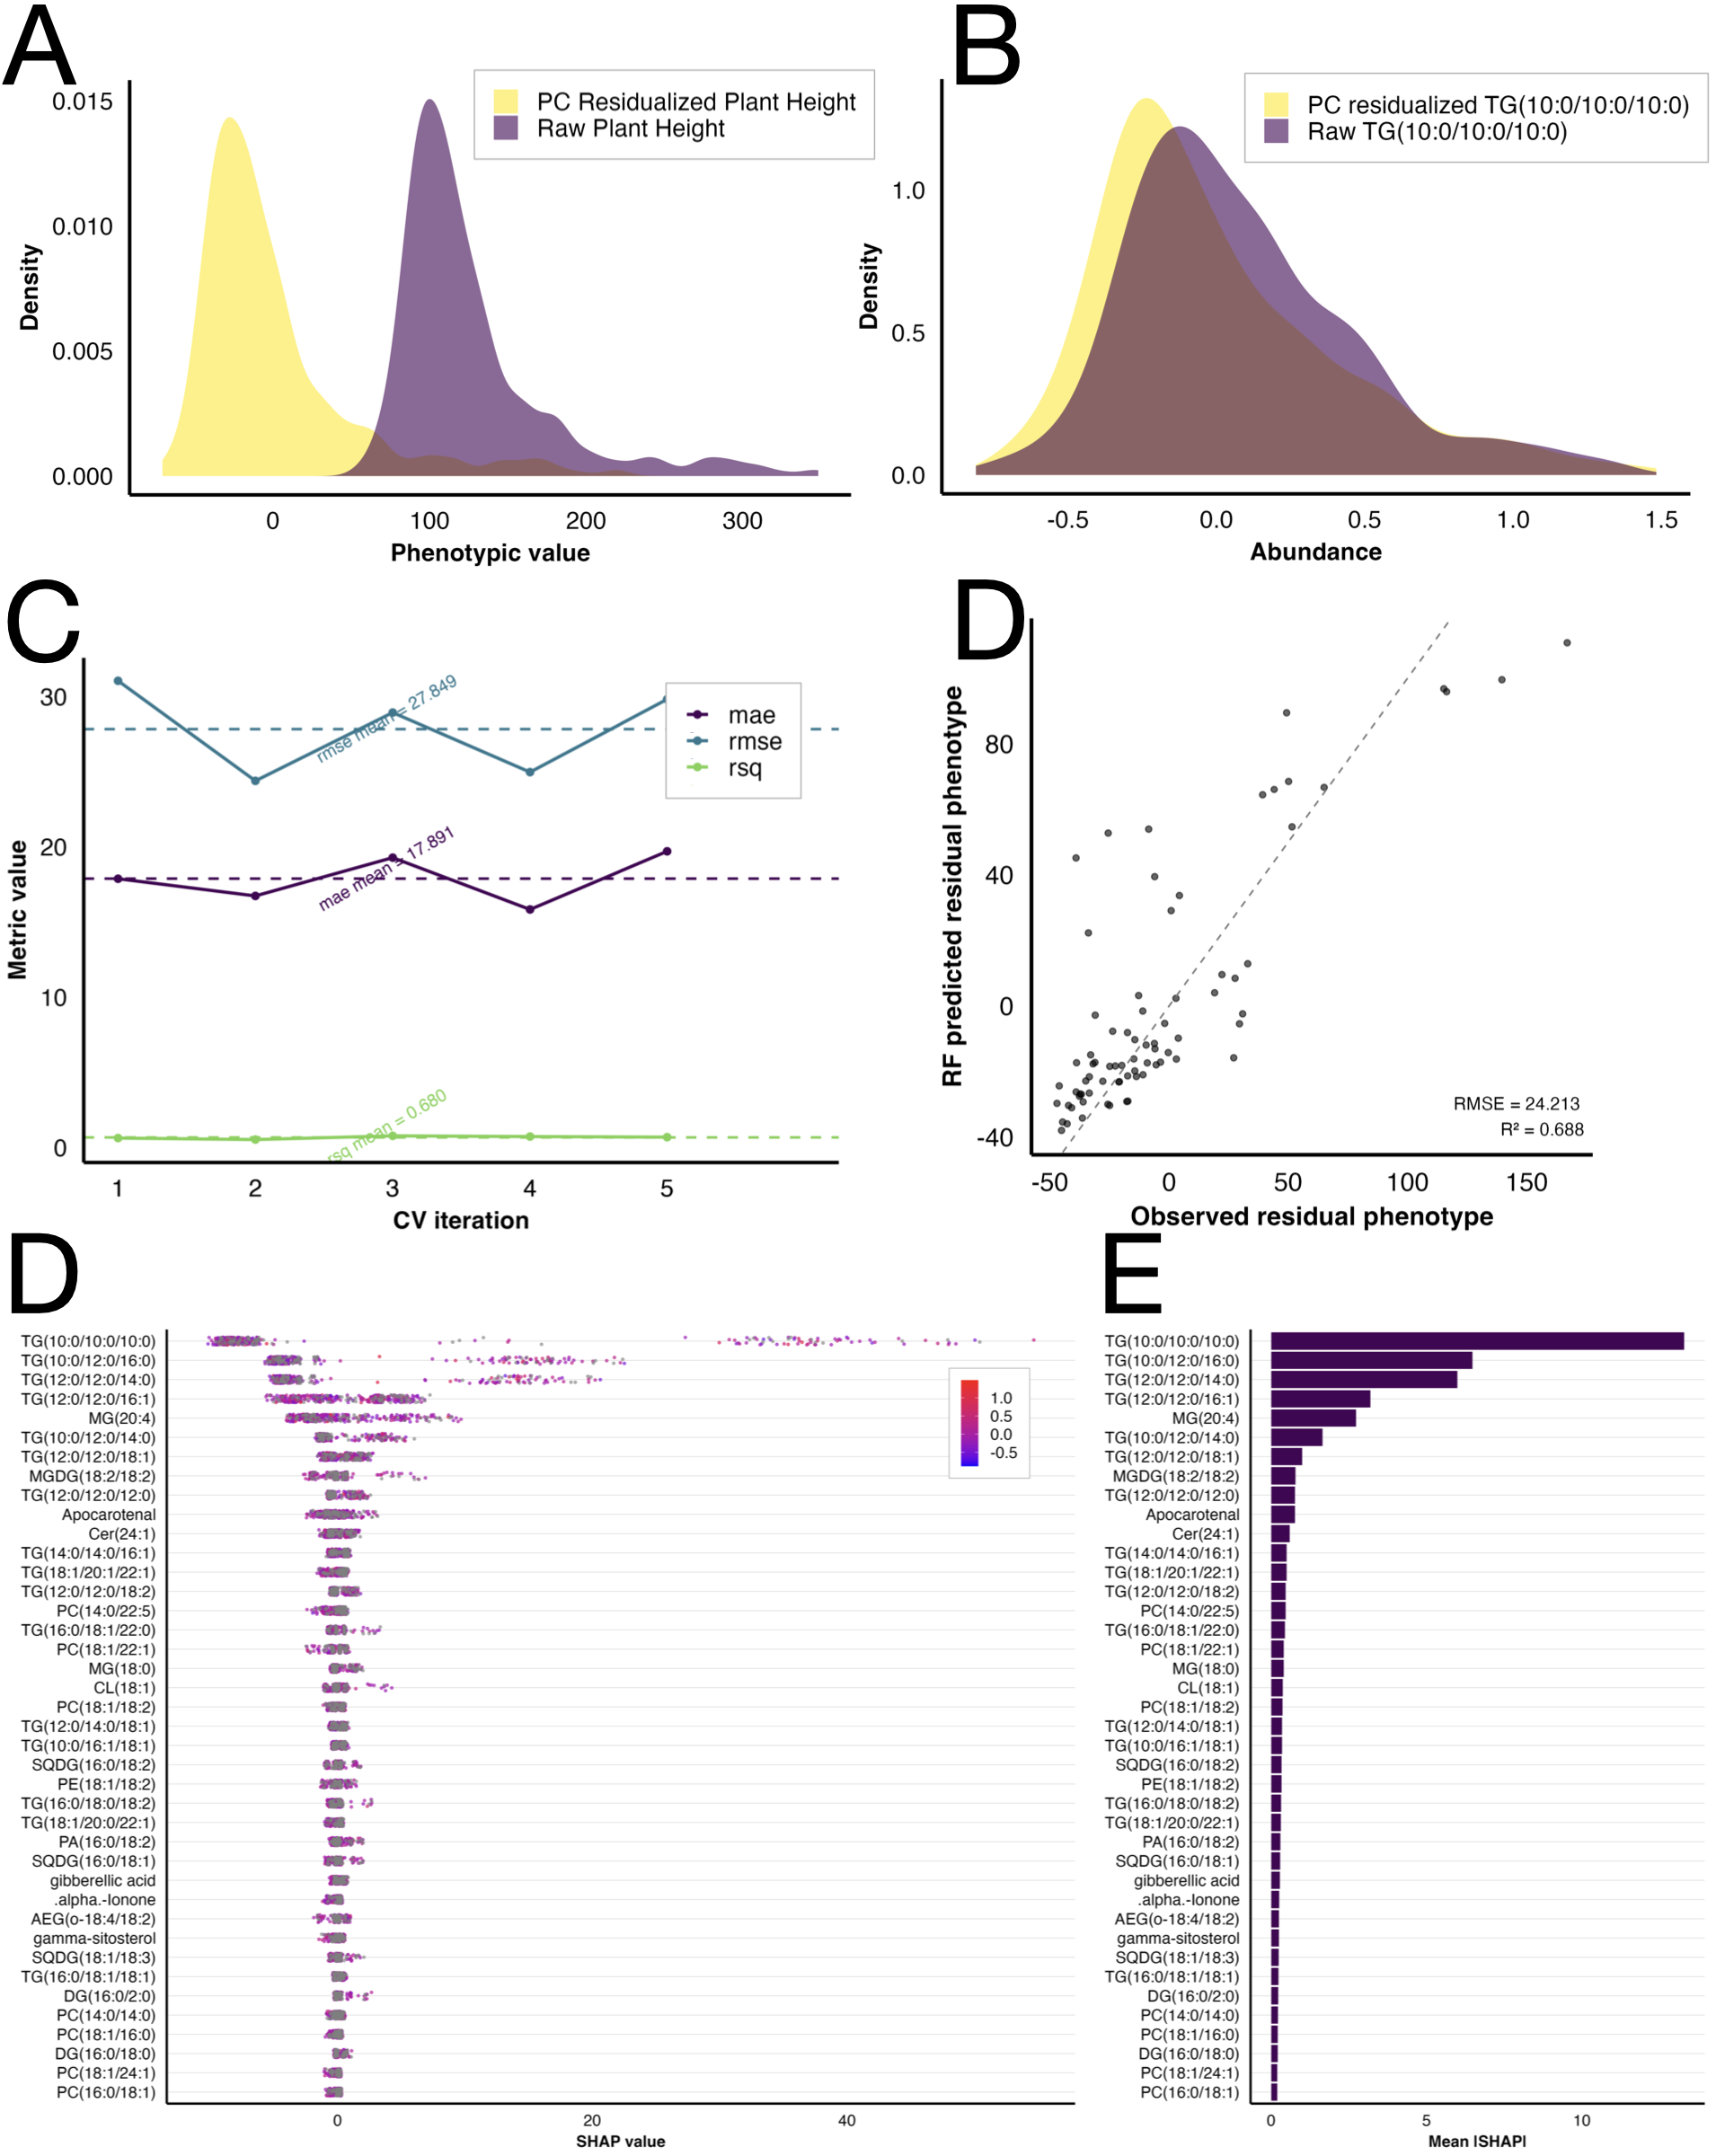 A
PC Residualized Plant Height
Raw Plant Height
0.015
0.010
0.005
0.000
Density
0
100
200
300
Phenotypic value
B
PC residualized TG(10:0/10:0/10:0)
Raw TG(10:0/10:0/10:0)
1.0
0.5
0.0
Density
-0.5
0.0
0.5
1.0
1.5
Abundance
C
30
20
10
0
Metric value
rmse mean = 27.849
mae mean = 17.891
rsq mean = 0.680
mae
rmse
rsq
1
2
3
4
5
CV iteration
D
80
40
0
-40
RF predicted residual phenotype
RMSE = 24.213
R² = 0.688
-50
0
50
100
150
Observed residual phenotype
D
TG(10:0/10:0/10:0)
TG(10:0/12:0/16:0)
TG(12:0/12:0/14:0)
TG(12:0/12:0/16:1)
MG(20:4)
TG(10:0/12:0/14:0)
TG(12:0/12:0/18:1)
MGDG(18:2/18:2)
TG(12:0/12:0/12:0)
Apocarotenal
Cer(24:1)
TG(14:0/14:0/16:1)
TG(18:1/20:1/22:1)
TG(12:0/12:0/18:2)
PC(14:0/22:5)
TG(16:0/18:1/22:0)
PC(18:1/22:1)
MG(18:0)
CL(18:1)
PC(18:1/18:2)
TG(12:0/14:0/18:1)
TG(10:0/16:1/18:1)
SQDG(16:0/18:2)
PE(18:1/18:2)
TG(16:0/18:0/18:2)
TG(18:1/20:0/22:1)
PA(16:0/18:2)
SQDG(16:0/18:1)
gibberellic acid
.alpha.-Ionone
AEG(o-18:4/18:2)
gamma-sitosterol
SQDG(18:1/18:3)
TG(16:0/18:1/18:1)
DG(16:0/2:0)
PC(14:0/14:0)
PC(18:1/16:0)
DG(16:0/18:0)
PC(18:1/24:1)
PC(16:0/18:1)
1.0
0.5
0.0
-0.5
0
20
40
SHAP value
E
TG(10:0/10:0/10:0)
TG(10:0/12:0/16:0)
TG(12:0/12:0/14:0)
TG(12:0/12:0/16:1)
MG(20:4)
TG(10:0/12:0/14:0)
TG(12:0/12:0/18:1)
MGDG(18:2/18:2)
TG(12:0/12:0/12:0)
Apocarotenal
Cer(24:1)
TG(14:0/14:0/16:1)
TG(18:1/20:1/22:1)
TG(12:0/12:0/18:2)
PC(14:0/22:5)
TG(16:0/18:1/22:0)
PC(18:1/22:1)
MG(18:0)
CL(18:1)
PC(18:1/18:2)
TG(12:0/14:0/18:1)
TG(10:0/16:1/18:1)
SQDG(16:0/18:2)
PE(18:1/18:2)
TG(16:0/18:0/18:2)
TG(18:1/20:0/22:1)
PA(16:0/18:2)
SQDG(16:0/18:1)
gibberellic acid
.alpha.-Ionone
AEG(o-18:4/18:2)
gamma-sitosterol
SQDG(18:1/18:3)
TG(16:0/18:1/18:1)
DG(16:0/2:0)
PC(14:0/14:0)
PC(18:1/16:0)
DG(16:0/18:0)
PC(18:1/24:1)
PC(16:0/18:1)
0
5
10
Mean |SHAP|